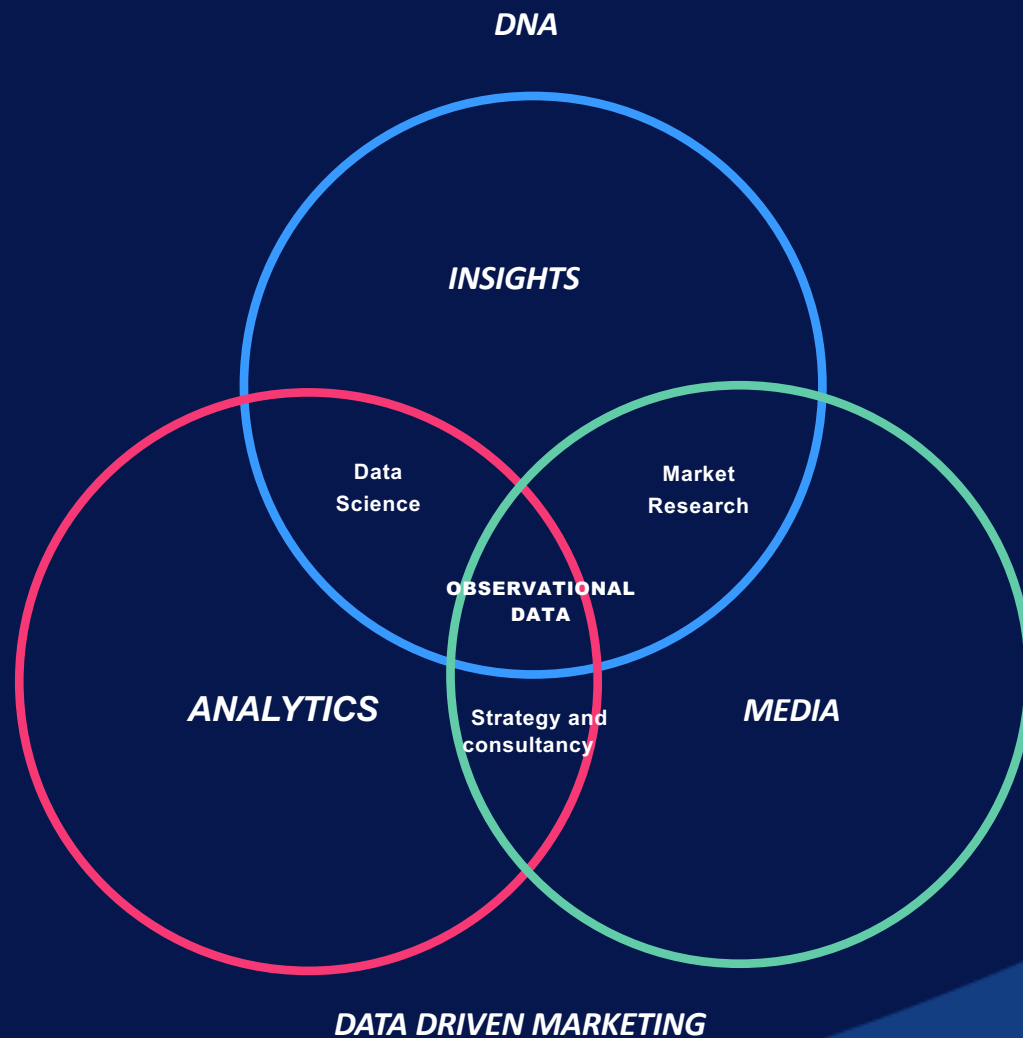 DNA
INSIGHTS
Data
Science
Market
Research
OBSERVATIONAL
DATA
ANALYTICS
Strategy and
consultancy
MEDIA
DATA DRIVEN MARKETING